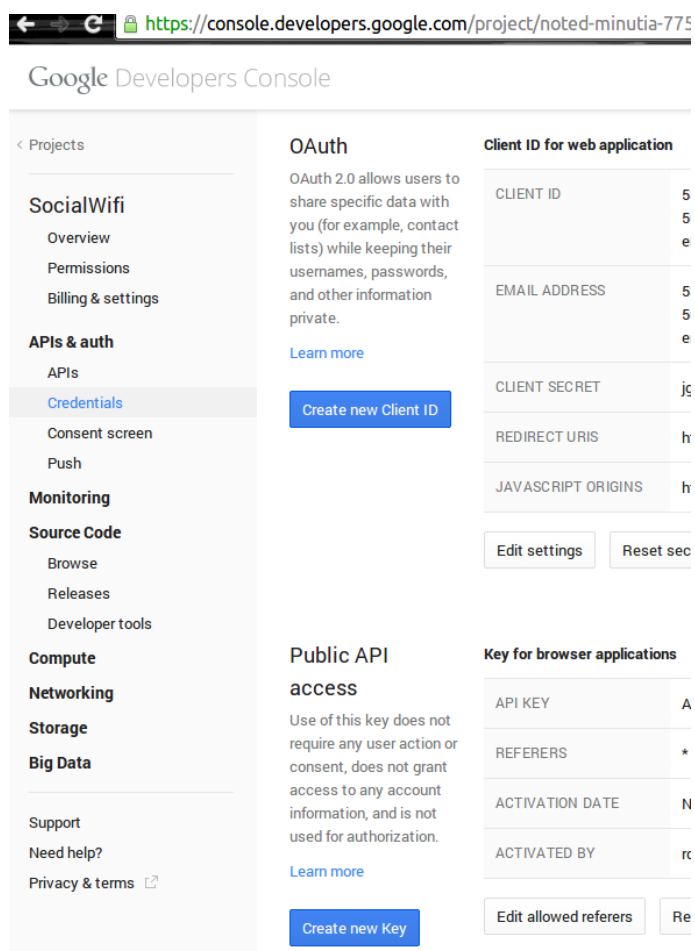 https://console.developers.google.com/project/noted-minutia-775
Google Developers Console
Projects
SocialWifi
Overview
Permissions
Billing & settings
APIs & auth
APIs
Credentials
Consent screen
Push
Monitoring
Source Code
Browse
Releases
Developer tools
Compute
Networking
Storage
Big Data
Support
Need help?
Privacy & terms
OAuth
OAuth 2.0 allows users to
share specific data with
you (for example, contact
lists) while keeping their
usernames, passwords,
and other information
private.
Learn more
Create new Client ID
Client ID for web application
CLIENT ID
EMAIL ADDRESS
CLIENT SECRET
REDIRECT URIS
JAVASCRIPT ORIGINS
Edit settings
Reset sec
Public API
access
Use of this key does not
require any user action or
consent, does not grant
access to any account
information, and is not
used for authorization.
Learn more
Create new Key
Key for browser applications
API KEY
REFERERS *
ACTIVATION DATE
ACTIVATED BY
Edit allowed referers
Re